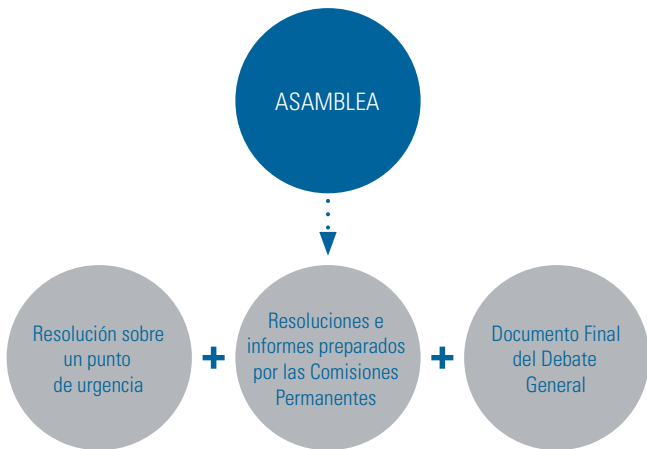 ASAMBLEA
Resolución sobre
un punto
de urgencia
+
Resoluciones e
informes preparados
por las Comisiones
Permanentes
+
Documento Final
del Debate
General